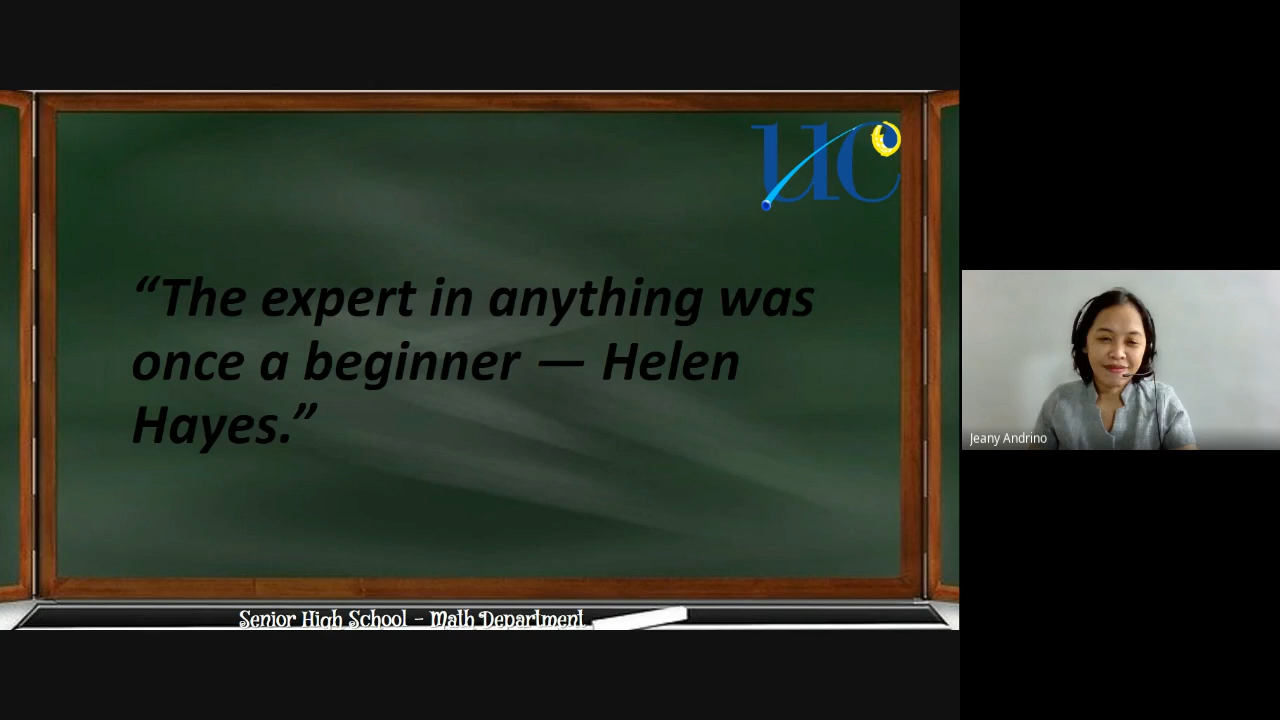 UC
“The expert in anything was
once a beginner — Helen
Hayes.”
Senior High School - Math Department
Jeany Andrino